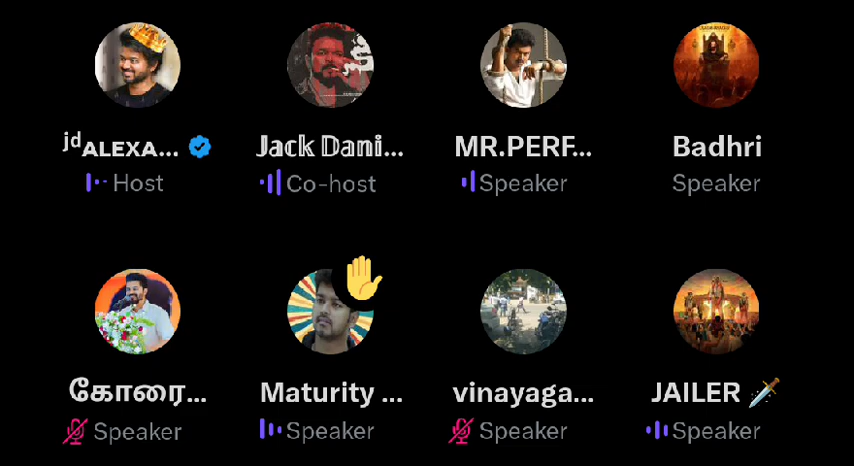 jdALEXA...
Host
𝕁𝕒𝕔𝕜 𝔻𝕒𝕟𝕚...
Co-host
MR.PERF...
Speaker
Badhri
Speaker
கோரை...
Speaker
Maturity ...
Speaker
vinayaga...
Speaker
JAILER 🗡️
Speaker